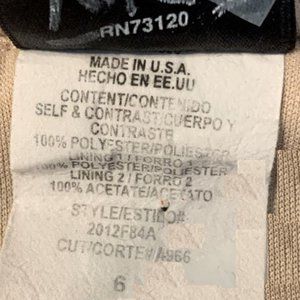 RN73120
MADE IN U.S.A.
HECHO EN EE.UU
CONTENT/CONTENIDO
SELF & CONTRAST/CUERPO Y
CONTRASTE
100% POLYESTER/POLIESTER
LINING 1 / FORRO 1
100% POLYESTER/POLIESTER
LINING 2 / FORRO 2
100% ACETATE/ACETATO
STYLE/ESTILO#
2012F84A
CUT/CORTE#/A966
6